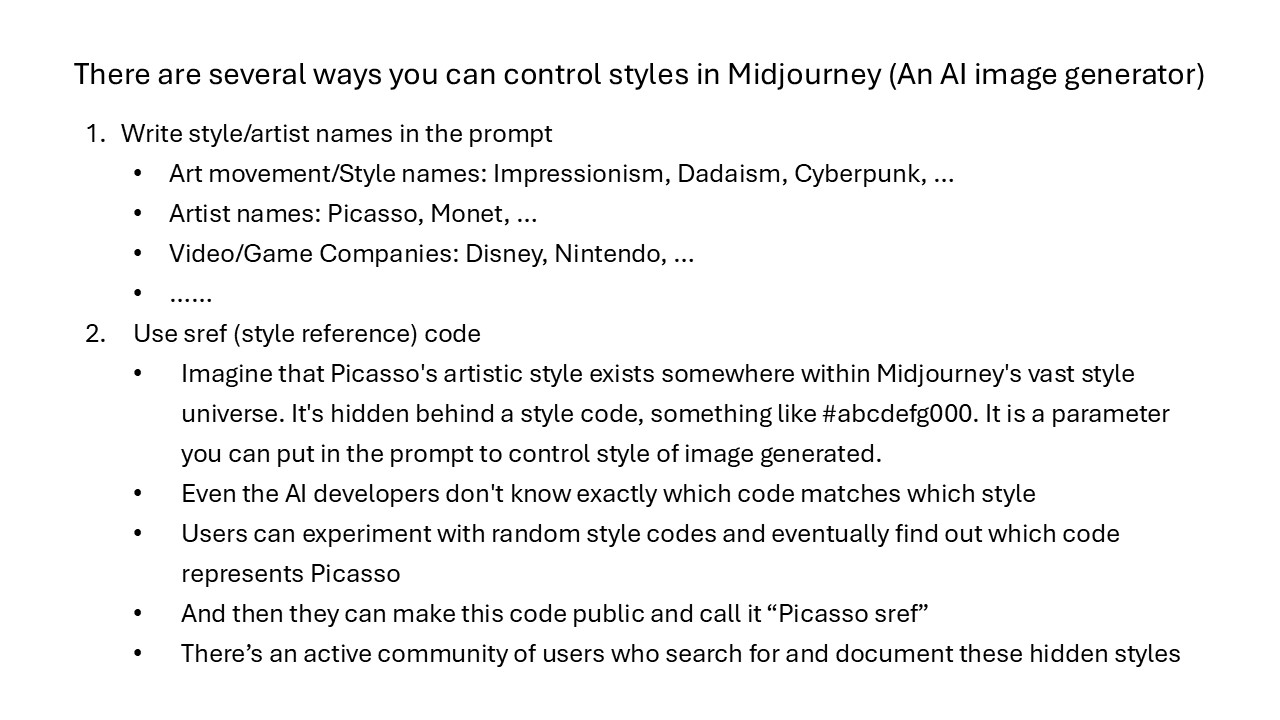 There are several ways you can control styles in Midjourney (An AI image generator)
1. Write style/artist names in the prompt
• Art movement/Style names: Impressionism, Dadaism, Cyberpunk, ...
• Artist names: Picasso, Monet, ...
• Video/Game Companies: Disney, Nintendo, ...
• ......
2. Use sref (style reference) code
• Imagine that Picasso's artistic style exists somewhere within Midjourney's vast style
universe. It's hidden behind a style code, something like #abcdefg000. It is a parameter
you can put in the prompt to control style of image generated.
• Even the AI developers don't know exactly which code matches which style
• Users can experiment with random style codes and eventually find out which code
represents Picasso
• And then they can make this code public and call it “Picasso sref”
• There’s an active community of users who search for and document these hidden styles